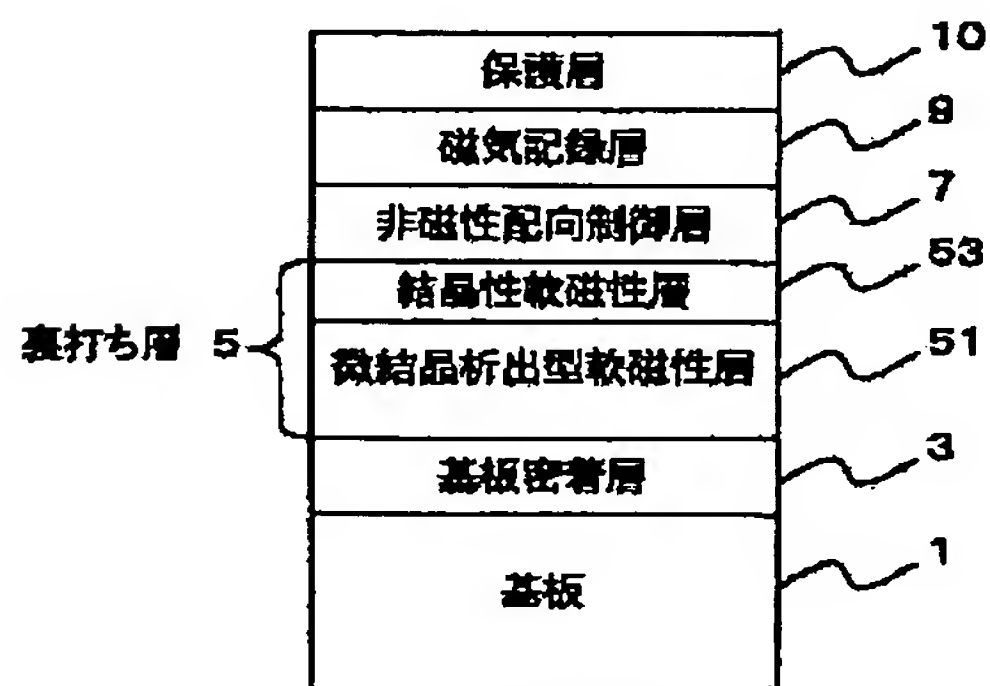 保護層 10
磁気記録層 9
非磁性配向制御層 7
結晶性軟磁性層 53
裏打ち層 5
微結晶析出型軟磁性層 51
基板密着層 3
基板 1